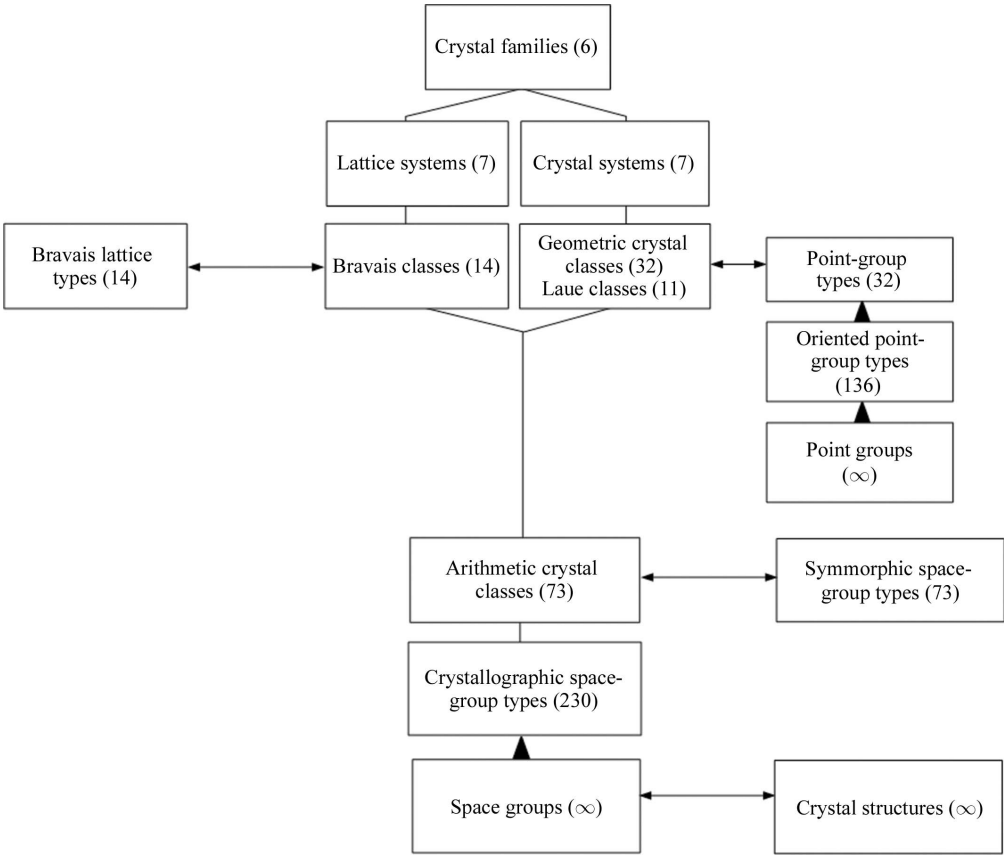 Crystal families (6)
Lattice systems (7)
Crystal systems (7)
Bravais lattice
types (14)
Bravais classes (14)
Geometric crystal
classes (32)
Laue classes (11)
Point-group
types (32)
Oriented point-
group types
(136)
Point groups
(∞)
Arithmetic crystal
classes (73)
Symmorphic space-
group types (73)
Crystallographic space-
group types (230)
Space groups (∞)
Crystal structures (∞)